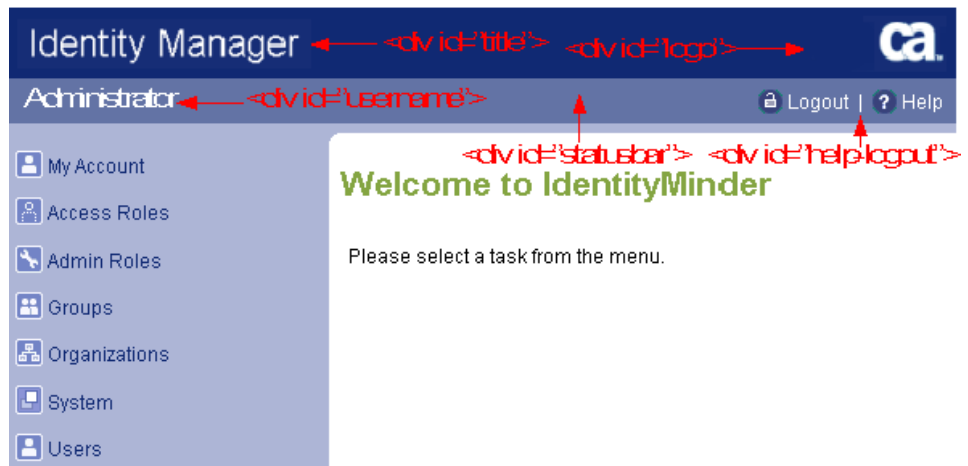 Identity Manager <div id="title"> <div id="logo"> ca.
Administrator <div id="username"> Logout | Help
<div id="statusbar"> <div id="help-logout">
My Account
Welcome to IdentityMinder
Access Roles
Admin Roles
Please select a task from the menu.
Groups
Organizations
System
Users